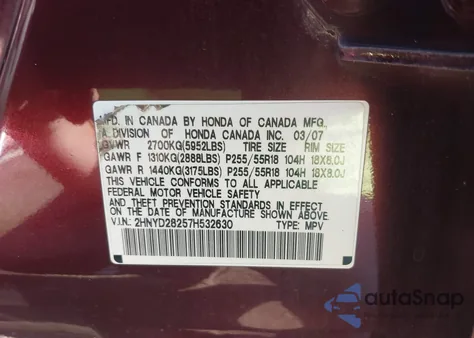 MFD. IN CANADA BY HONDA OF CANADA MFG.,
A DIVISION OF HONDA CANADA INC. 03/07
GVWR 2700KG(5952LBS) TIRE SIZE RIM SIZE
GAWR F 1310KG(2888LBS) P255/55R18 104H 18X8.0J
GAWR R 1440KG(3175LBS) P255/55R18 104H 18X8.0J
THIS VEHICLE CONFORMS TO ALL APPLICABLE
FEDERAL MOTOR VEHICLE SAFETY
AND THEFT PREVENTION STANDARDS IN EFFECT
ON THE DATE OF MANUFACTURE SHOWN ABOVE.
V.I.N.: 2HNYD28257H532630 TYPE: MPV
autaSnap